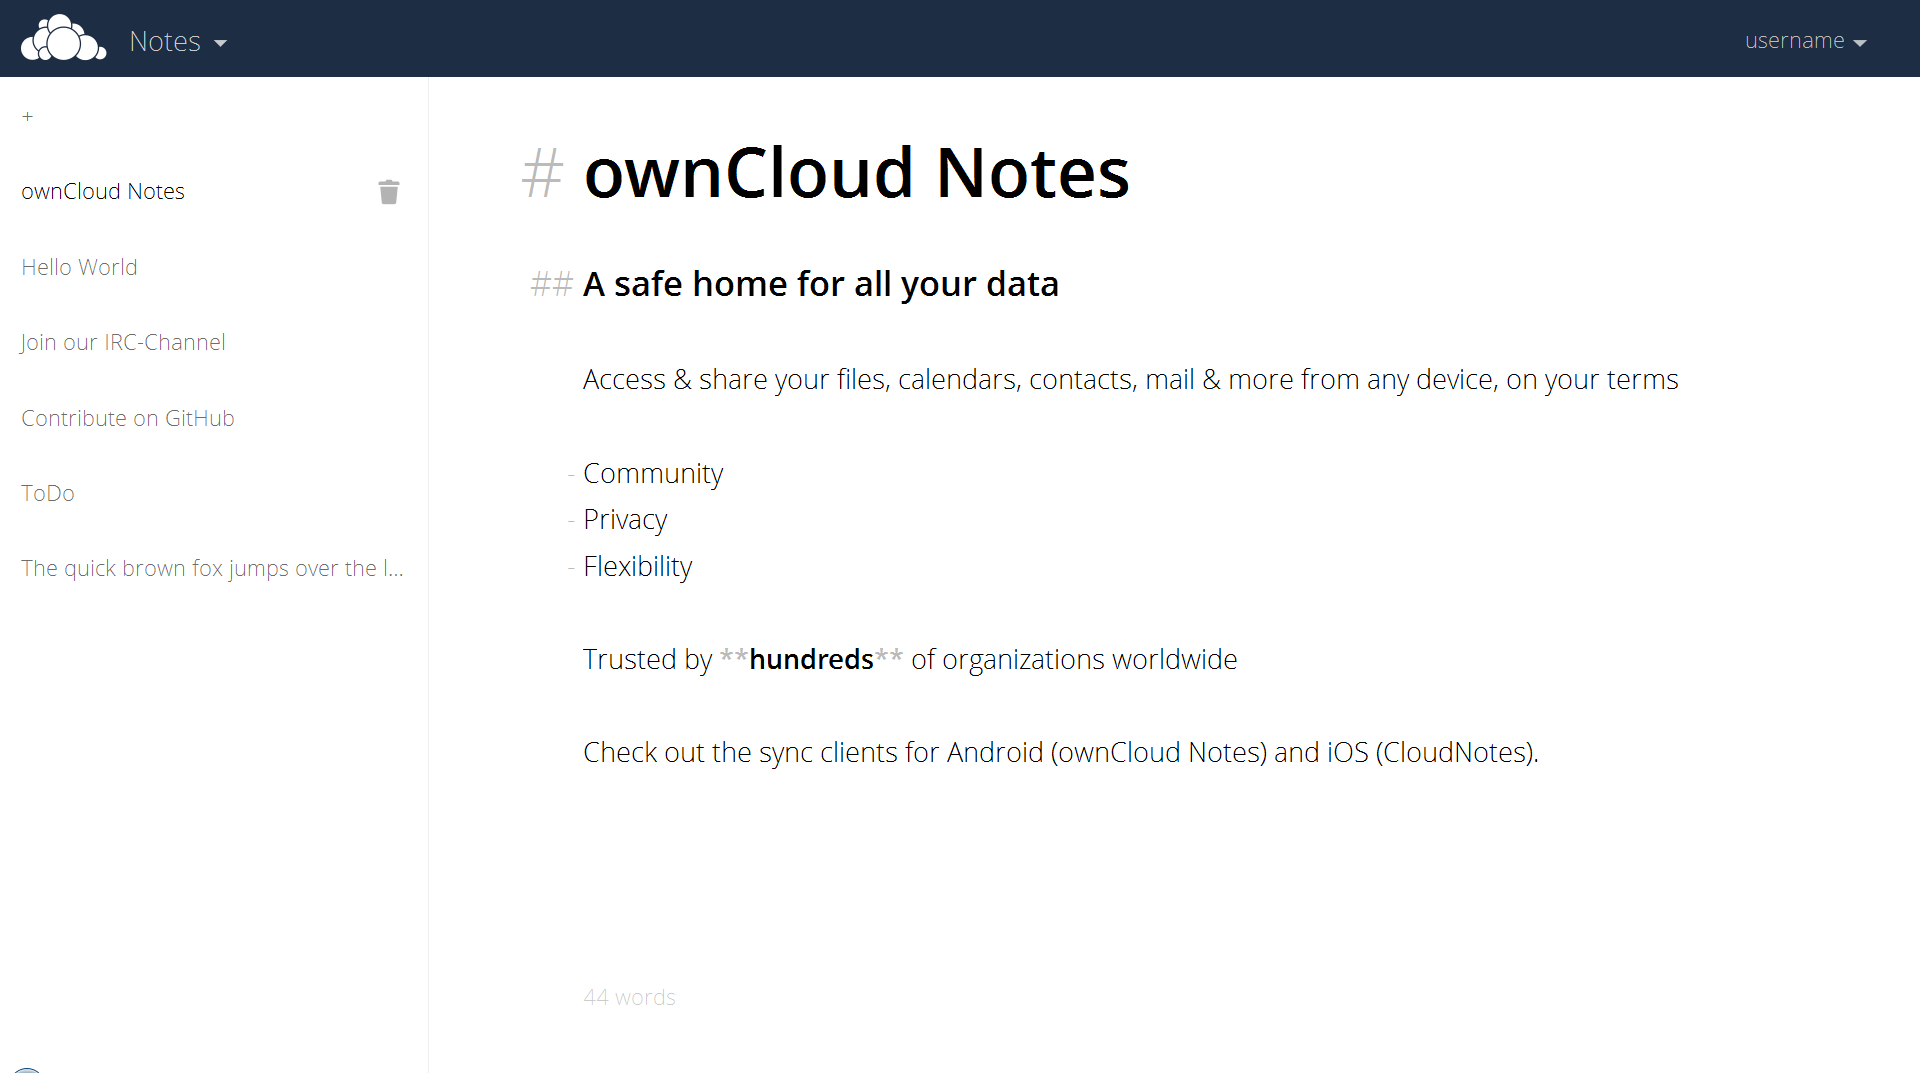 Notes
username
+
ownCloud Notes
Hello World
Join our IRC-Channel
Contribute on GitHub
ToDo
The quick brown fox jumps over the l...
# ownCloud Notes
## A safe home for all your data
Access & share your files, calendars, contacts, mail & more from any device, on your terms
- Community
- Privacy
- Flexibility
Trusted by **hundreds** of organizations worldwide
Check out the sync clients for Android (ownCloud Notes) and iOS (CloudNotes).
44 words